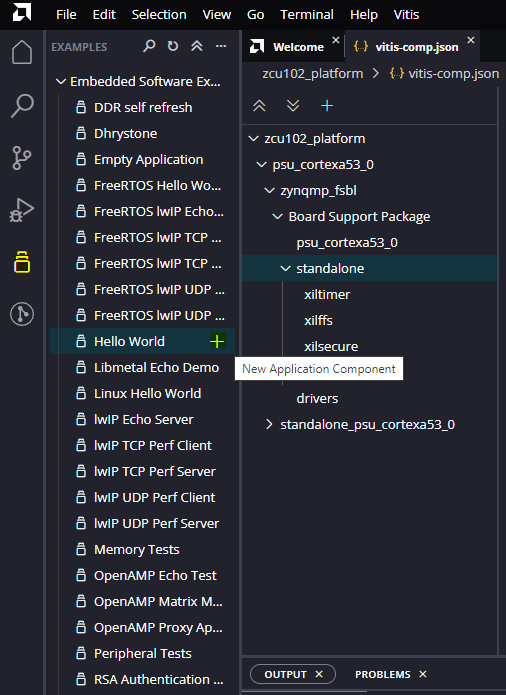 File Edit Selection View Go Terminal Help Vitis
EXAMPLES
Embedded Software Ex...
DDR self refresh
Dhrystone
Empty Application
FreeRTOS Hello Wo...
FreeRTOS lwIP Echo...
FreeRTOS lwIP TCP ...
FreeRTOS lwIP TCP ...
FreeRTOS lwIP UDP ...
FreeRTOS lwIP UDP ...
Hello World
Libmetal Echo Demo
Linux Hello World
lwIP Echo Server
lwIP TCP Perf Client
lwIP TCP Perf Server
lwIP UDP Perf Client
lwIP UDP Perf Server
Memory Tests
OpenAMP Echo Test
OpenAMP Matrix M...
OpenAMP Proxy Ap...
Peripheral Tests
RSA Authentication ...
Welcome
{} vitis-comp.json
zcu102_platform > {} vitis-comp.json
zcu102_platform
psu_cortexa53_0
zynqmp_fsbl
Board Support Package
psu_cortexa53_0
standalone
xiltimer
xilffs
xilsecure
New Application Component
drivers
standalone_psu_cortexa53_0
OUTPUT
PROBLEMS